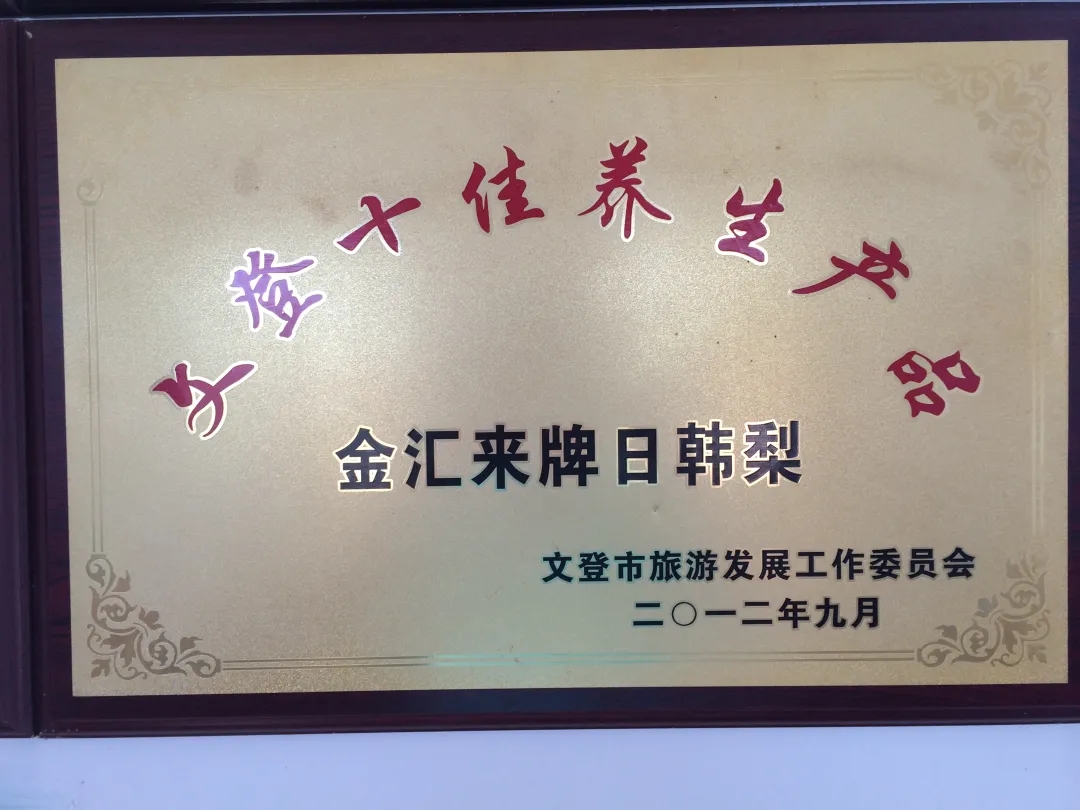 文登十佳养生产品
金汇来牌日韩梨
文登市旅游发展工作委员会
二〇一二年九月